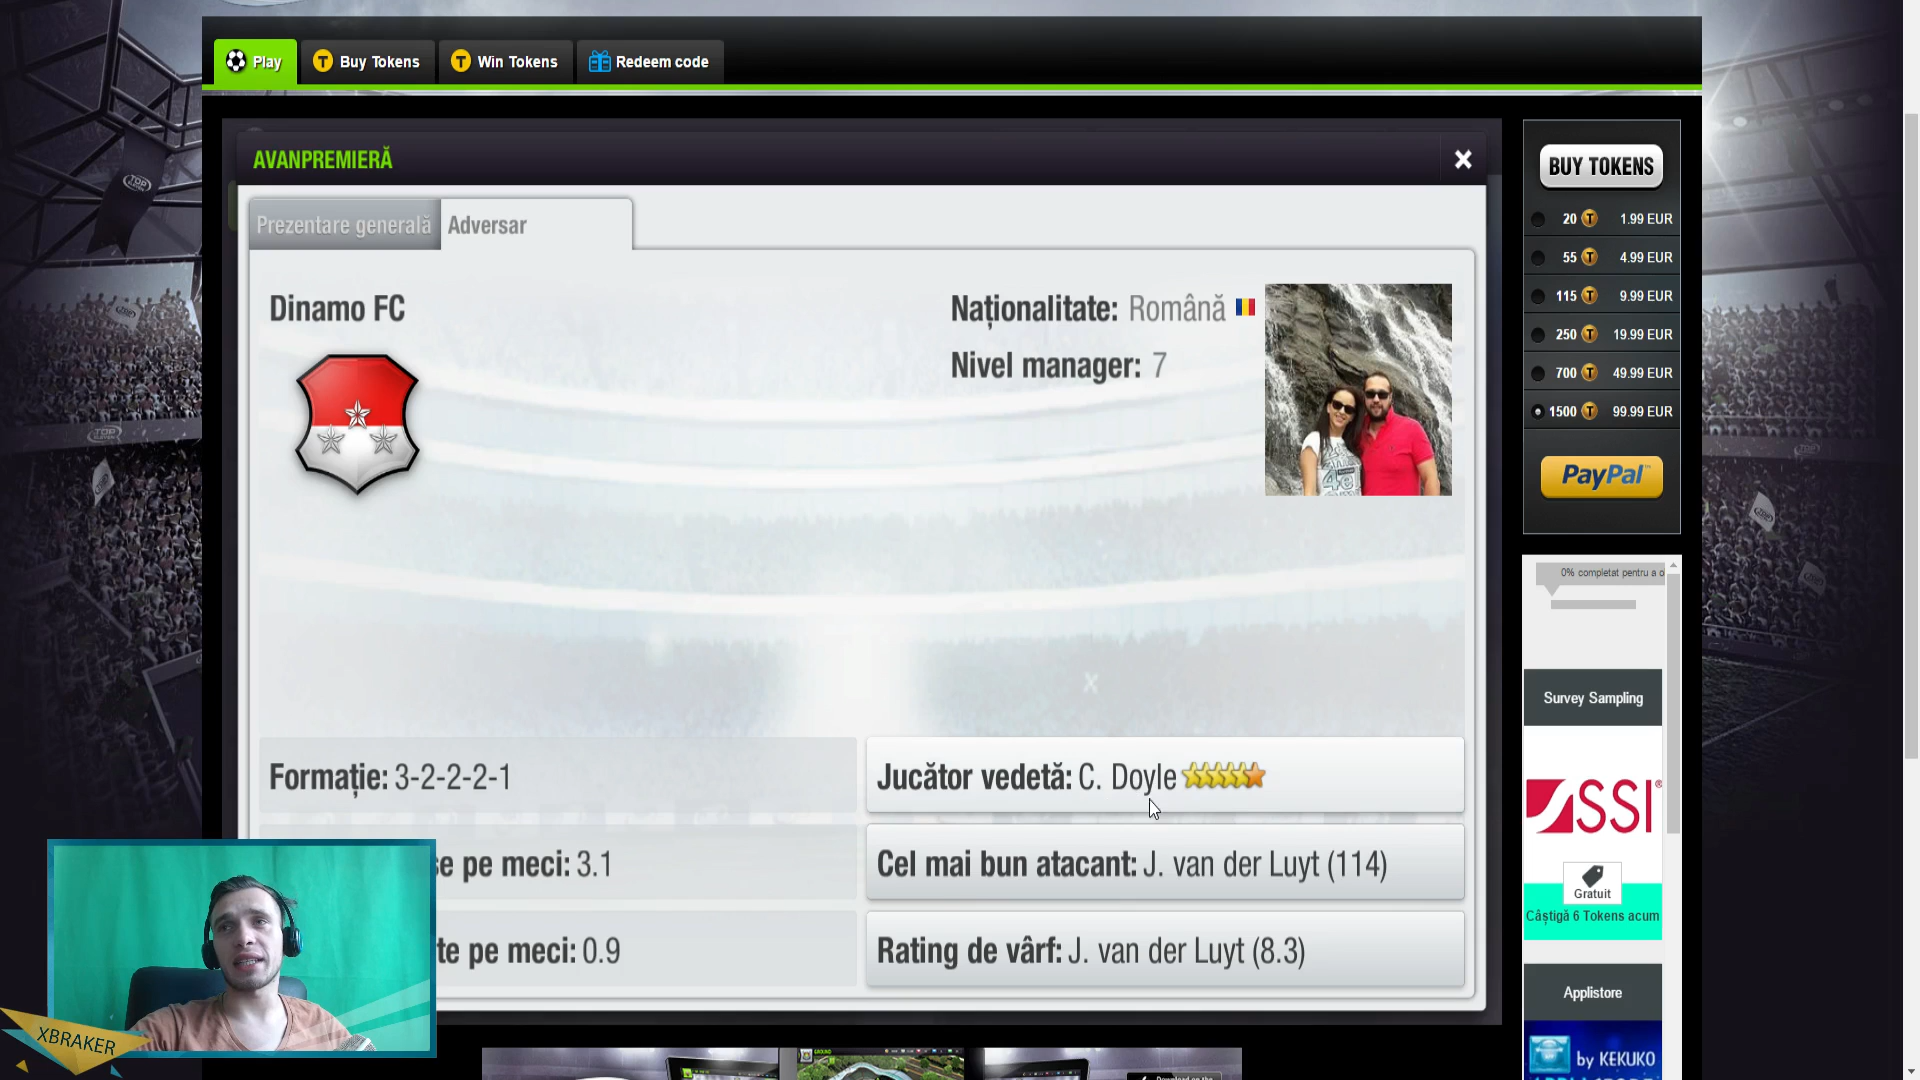 Play
Buy Tokens
Win Tokens
Redeem code
AVANPREMIERĂ
Prezentare generală
Adversar
Dinamo FC
Naționalitate: Română
Nivel manager: 7
Formație: 3-2-2-2-1
Jucător vedetă: C. Doyle
pe meci: 3.1
Cel mai bun atacant: J. van der Luyt (114)
pe meci: 0.9
Rating de vârf: J. van der Luyt (8.3)
BUY TOKENS
20 T 1.99 EUR
55 T 4.99 EUR
115 T 9.99 EUR
250 T 19.99 EUR
700 T 49.99 EUR
1500 T 99.99 EUR
PayPal
0% completat pentru a o
Survey Sampling
SSI
Gratuit
Câștigă 6 Tokens acum
Applistore
by KEKUKO
XBRAKER
TOP